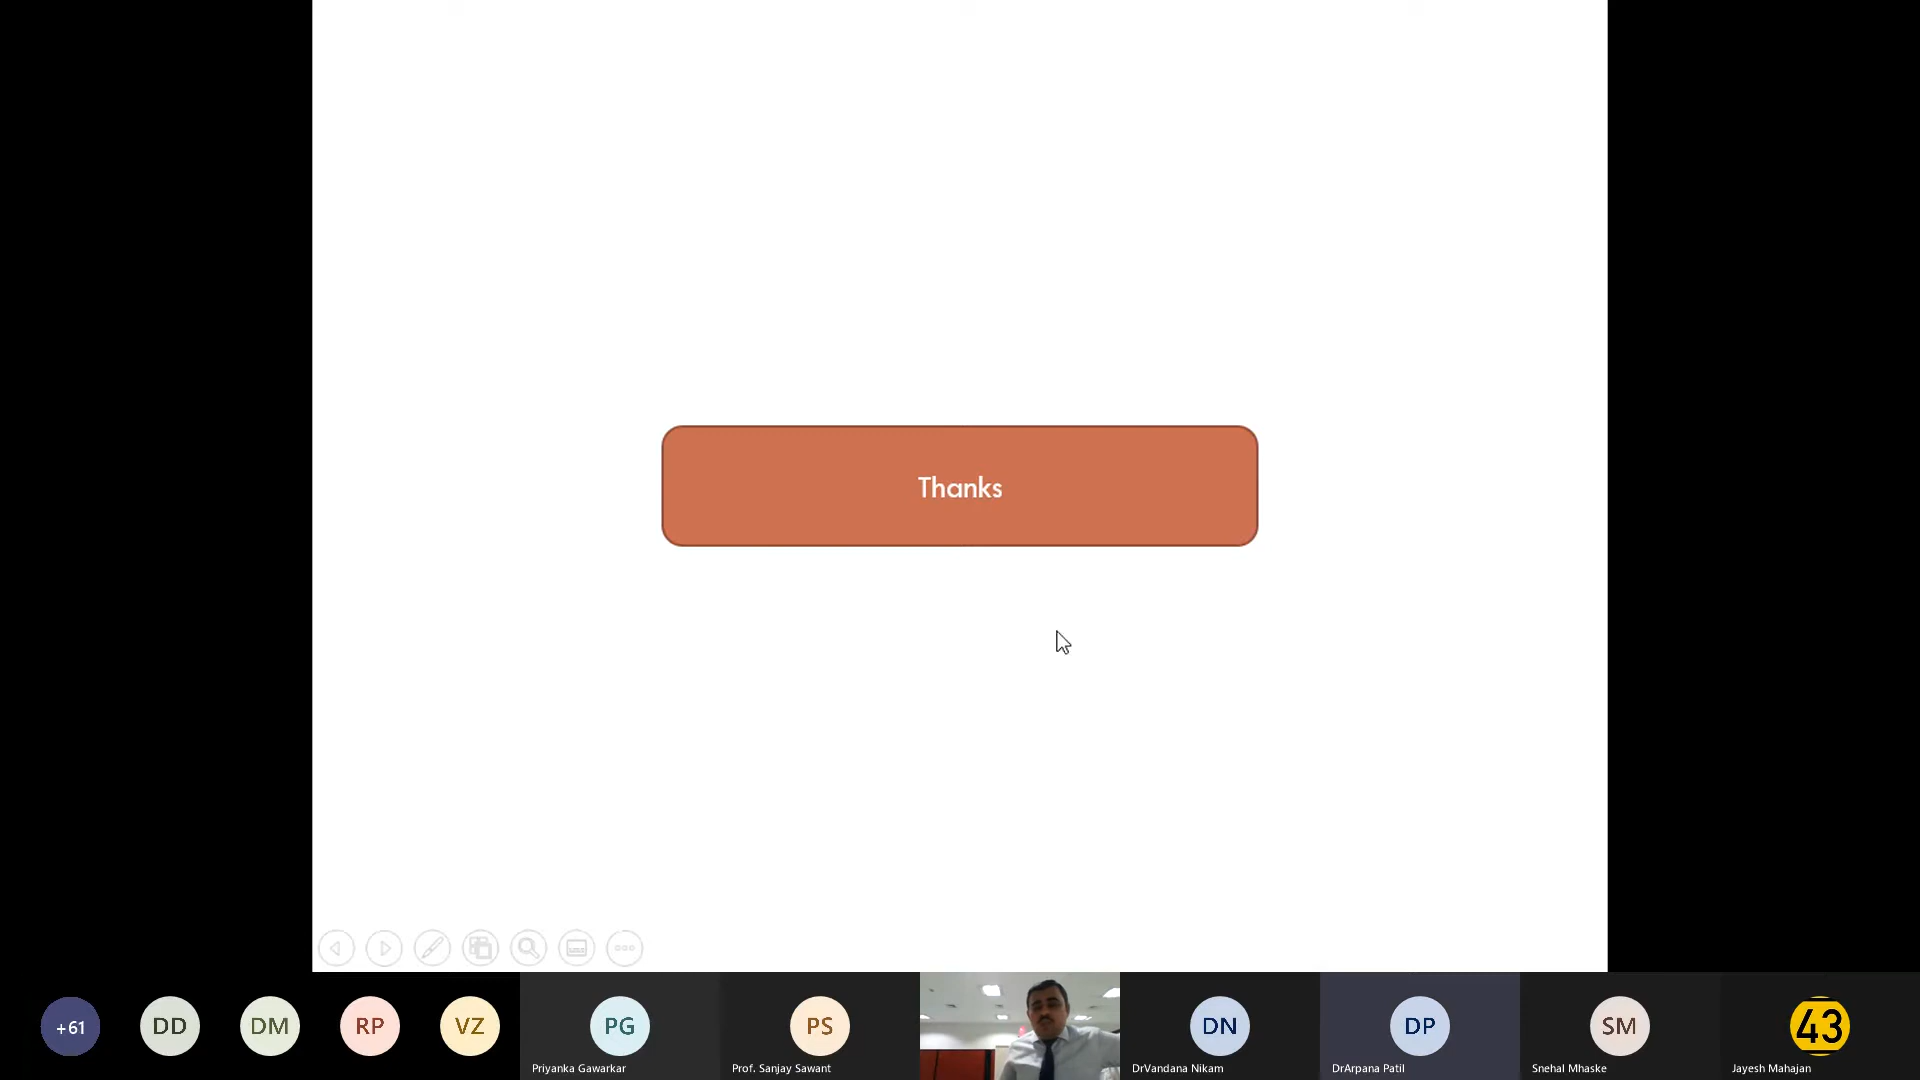 Thanks
+61
DD
DM
RP
VZ
PG
PS
DN
DP
SM
43
Priyanka Gawarkar
Prof. Sanjay Sawant
DrVandana Nikam
DrArpana Patil
Snehal Mhaske
Jayesh Mahajan